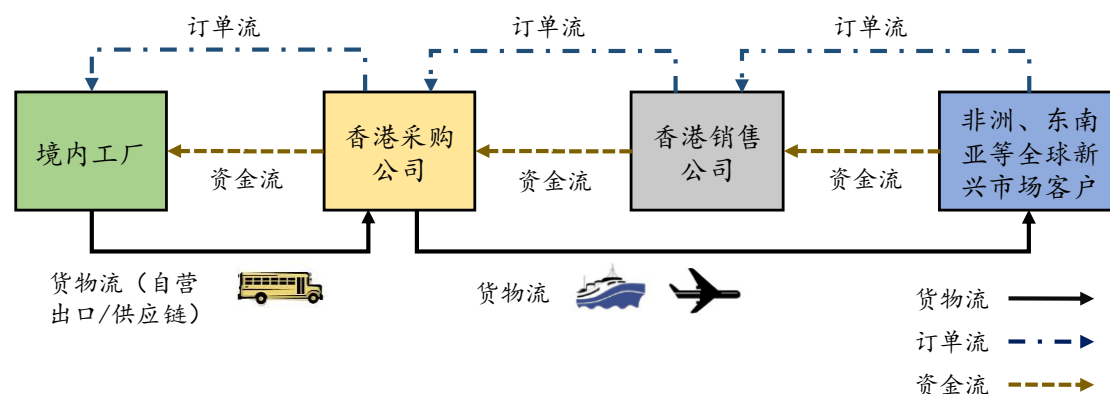 订单流
订单流
订单流
境内工厂
香港采购
公司
香港销售
公司
非洲、东南
亚等全球新
兴市场客户
资金流
资金流
资金流
货物流（自营
出口/供应链）
货物流
货物流
订单流
资金流